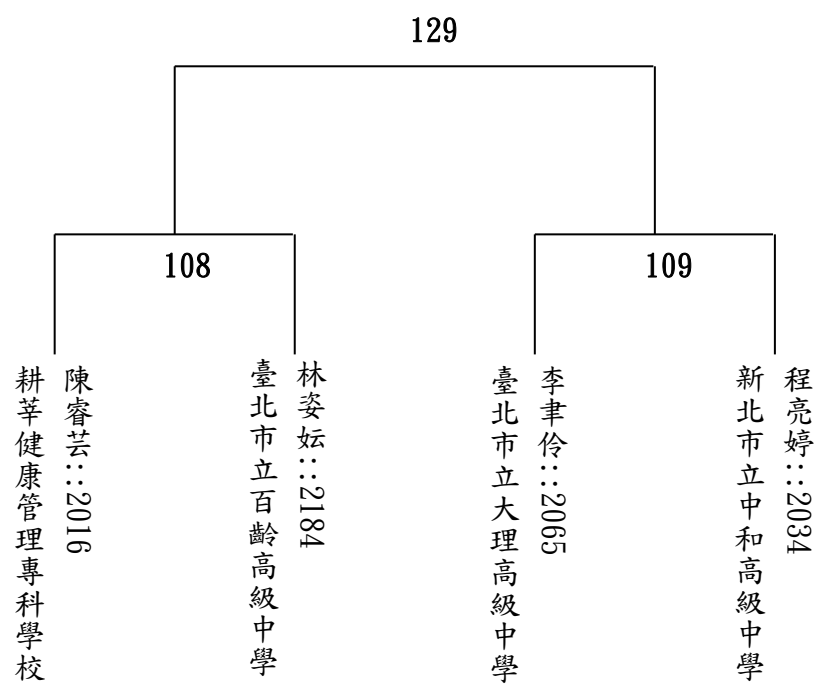 129
108
109
陳睿芸:::2016
耕莘健康管理專科學校
林姿妘:::2184
臺北市立百齡高級中學
李聿伶:::2065
臺北市立大理高級中學
程亮婷:::2034
新北市立中和高級中學